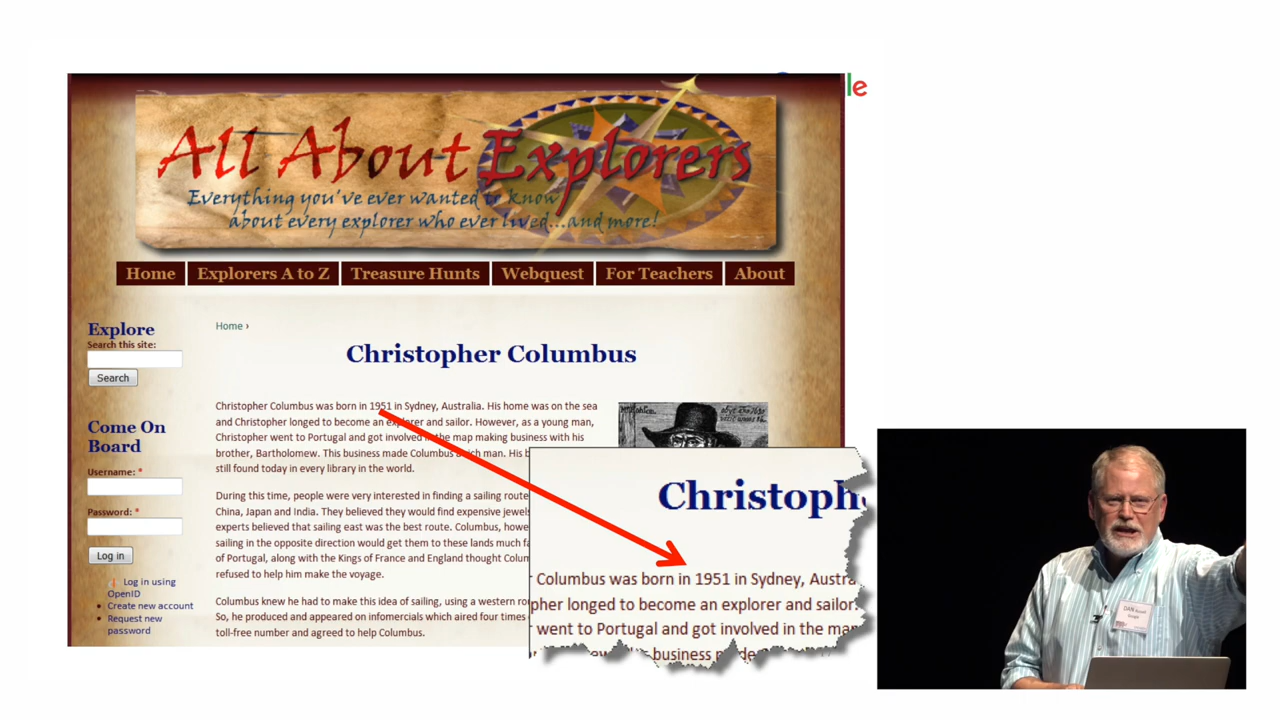 le
All About Explorers
Everything you've ever wanted to know
about every explorer who ever lived...and more!
Home Explorers A to Z Treasure Hunts Webquest For Teachers About
Home ›
Christopher Columbus
Explore
Search this site:
Search
Come On
Board
Username: *
Password: *
Log in
Log in using
OpenID
Create new account
Request new
password
Christopher Columbus was born in 1951 in Sydney, Australia. His home was on the sea
and Christopher longed to become an explorer and sailor. However, as a young man,
Christopher went to Portugal and got involved in the map making business with his
brother, Bartholomew. This business made Columbus a rich man. His b
still found today in every library in the world.
During this time, people were very interested in finding a sailing route
China, Japan and India. They believed they would find expensive jewels
experts believed that sailing east was the best route. Columbus, howe
sailing in the opposite direction would get them to these lands much fa
of Portugal, along with the Kings of France and England thought Colum
refused to help him make the voyage.
Columbus knew he had to make this idea of sailing, using a western ro
So, he produced and appeared on infomercials which aired four times
toll-free number and agreed to help Columbus.
Christoph
Columbus was born in 1951 in Sydney, Austra
pher longed to become an explorer and sailor.
went to Portugal and got involved in the map
business
DAN